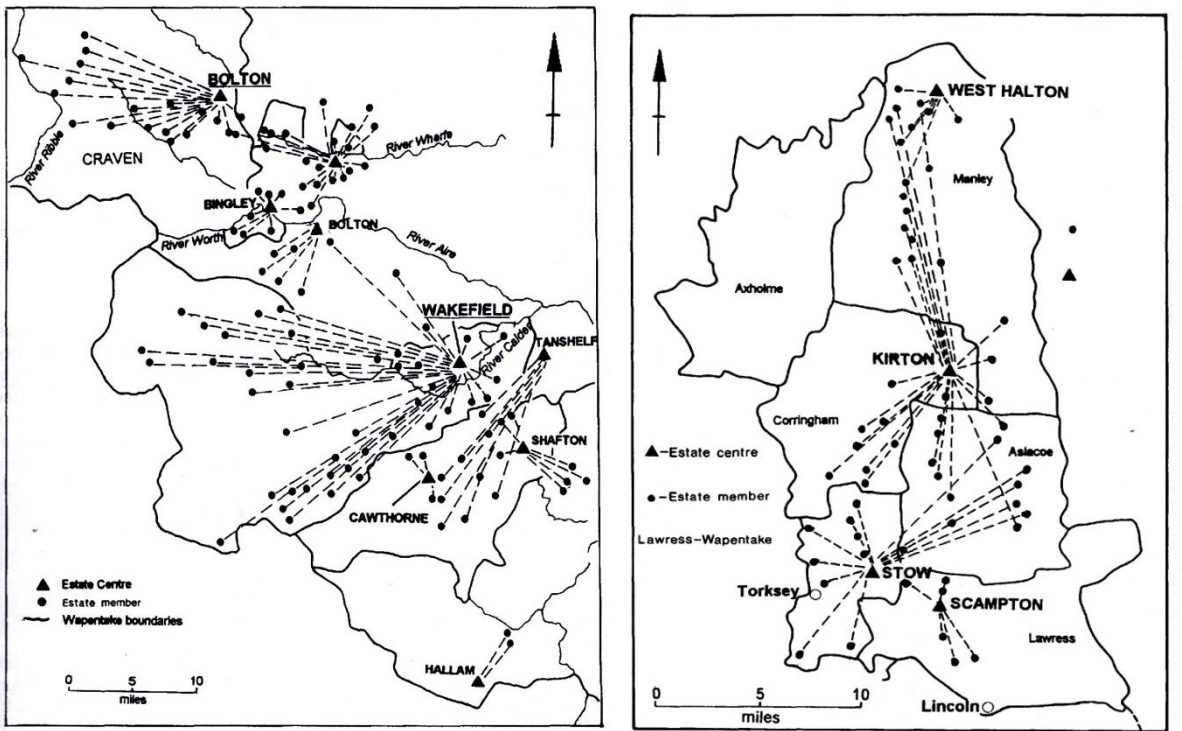 BOLTON
River Ribble
CRAVEN
River Wharfe
BINGLEY
BOLTON
River Worth
River Aire
WAKEFIELD
River Calder
TANSHELF
SHAFTON
CAWTHORNE
Estate Centre
Estate member
Wapentake boundaries
HALLAM
0 5 10
miles
WEST HALTON
Manley
Axholme
KIRTON
Corringham
Aslacoe
-Estate centre
-Estate member
Lawress-Wapentake
STOW
Torksey
SCAMPTON
Lawress
0 5 10
miles
Lincoln